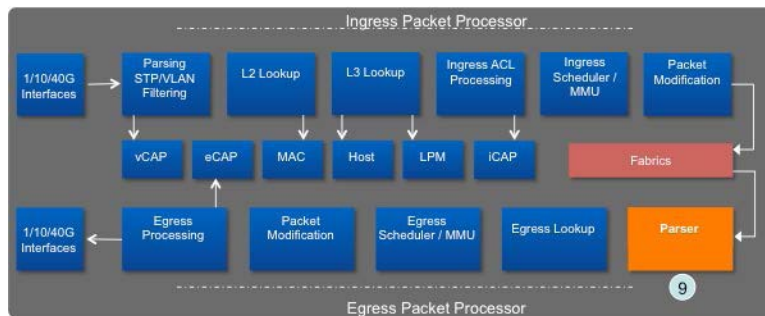 Ingress Packet Processor
1/10/40G
Interfaces
Parsing
STP/VLAN
Filtering
L2 Lookup
L3 Lookup
Ingress ACL
Processing
Ingress
Scheduler /
MMU
Packet
Modification
vCAP
eCAP
MAC
Host
LPM
iCAP
Fabrics
1/10/40G
Interfaces
Egress
Processing
Packet
Modification
Egress
Scheduler / MMU
Egress Lookup
Parser
9
Egress Packet Processor